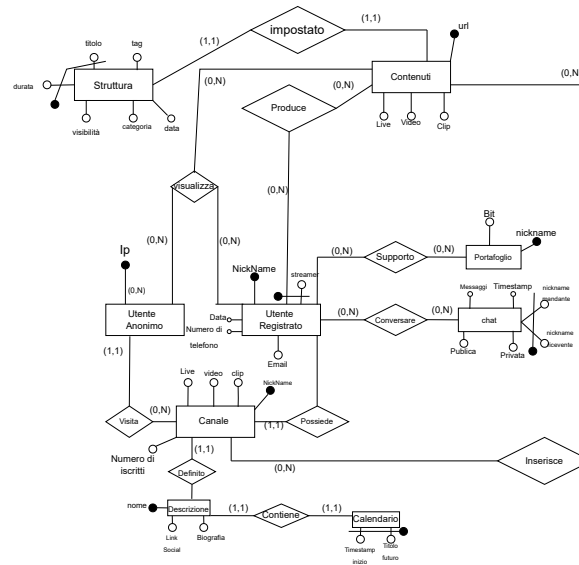 (1,1)
impostato
(1,1)
url
titolo
tag
(1,1)
Struttura
Contenuti
(0,N)
(0,N)
(0,N)
durata
Produce
visibilità
categoria
data
Live
Video
Clip
visualizza
(0,N)
(0,N)
(0,N)
Bit
nickname
Ip
(0,N)
Supporto
(0,N)
Portafoglio
NickName
streamer
(0,N)
Messaggi
Timestamp
nickname
mandante
Utente
Anonimo
Data
Numero di
telefono
Utente
Registrato
(0,N)
Conversare
(0,N)
chat
nickname
ricevente
(1,1)
Email
Publica
Privata
Live
video
clip
NickName
Visita
(0,N)
Canale
(1,1)
Possiede
Numero di
iscritti
(1,1)
(0,N)
Inserisce
Definito
nome
Descrizione
(1,1)
Contiene
(1,1)
Calendario
Link
Social
Biografia
Timestamp
inizio
Titolo
futuro